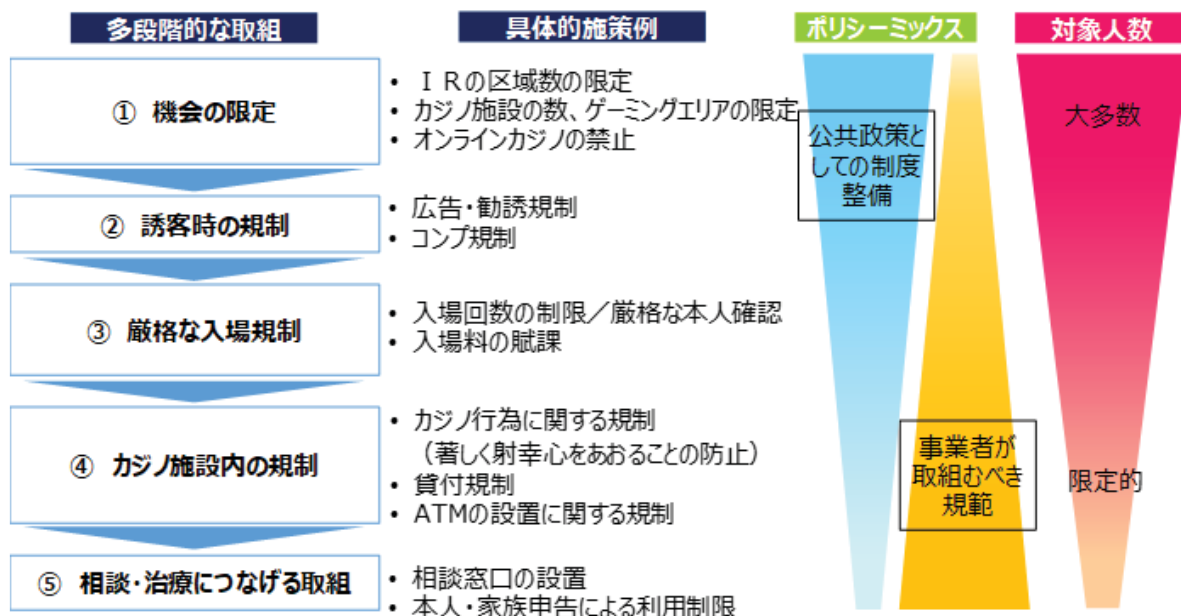 多段階的な取組
具体的施策例
ポリシーミックス
対象人数
① 機会の限定
• ＩＲの区域数の限定
• カジノ施設の数、ゲーミングエリアの限定
• オンラインカジノの禁止
② 誘客時の規制
• 広告・勧誘規制
• コンプ規制
③ 厳格な入場規制
• 入場回数の制限／厳格な本人確認
• 入場料の賦課
④ カジノ施設内の規制
• カジノ行為に関する規制
（著しく射幸心をあおることの防止）
• 貸付規制
• ATMの設置に関する規制
⑤ 相談・治療につなげる取組
• 相談窓口の設置
• 本人・家族申告による利用制限
公共政策と
しての制度
整備
事業者が
取組むべき
規範
大多数
限定的